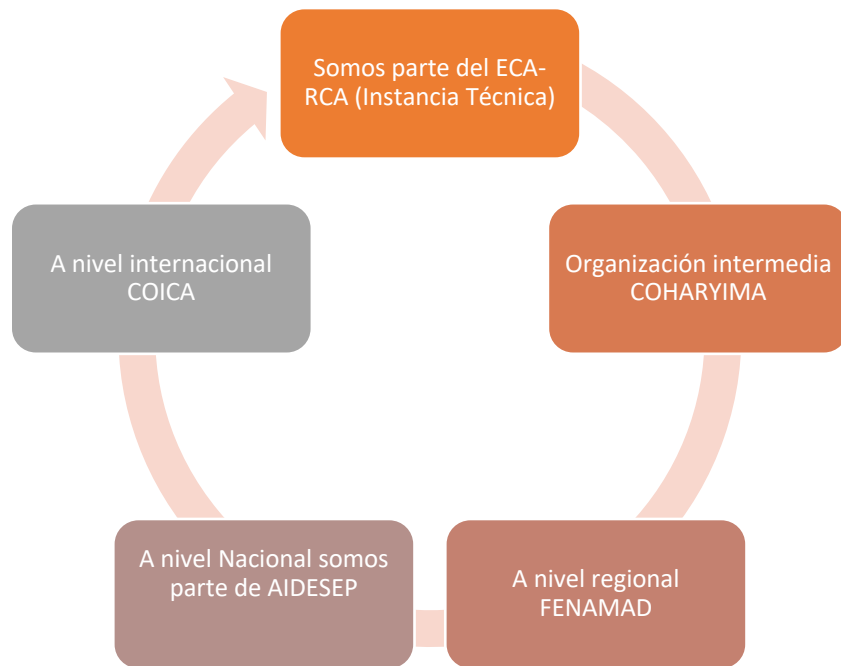 Somos parte del ECA-
RCA (Instancia Técnica)
Organización intermedia
COHARYIMA
A nivel regional
FENAMAD
A nivel Nacional somos
parte de AIDESEP
A nivel internacional
COICA